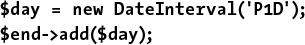 $day = new DateInterval('P1D');
$end->add($day);